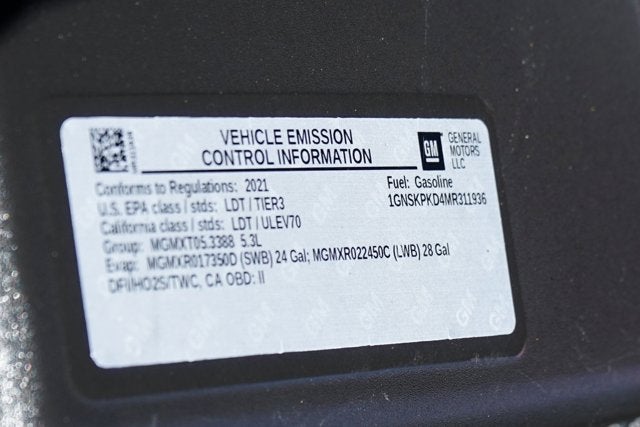 VEHICLE EMISSION
CONTROL INFORMATION
GM
GENERAL
MOTORS
LLC
Conforms to Regulations: 2021
U.S. EPA class / stds: LDT / TIER3
California class / stds: LDT / ULEV70
Group: MGMXT05.3388 5.3L
Evap: MGMXR017350D (SWB) 24 Gal; MGMXR022450C (LWB) 28 Gal
DFI/HO2S/TWC, CA OBD: II
Fuel: Gasoline
1GNSKPKD4MR311936